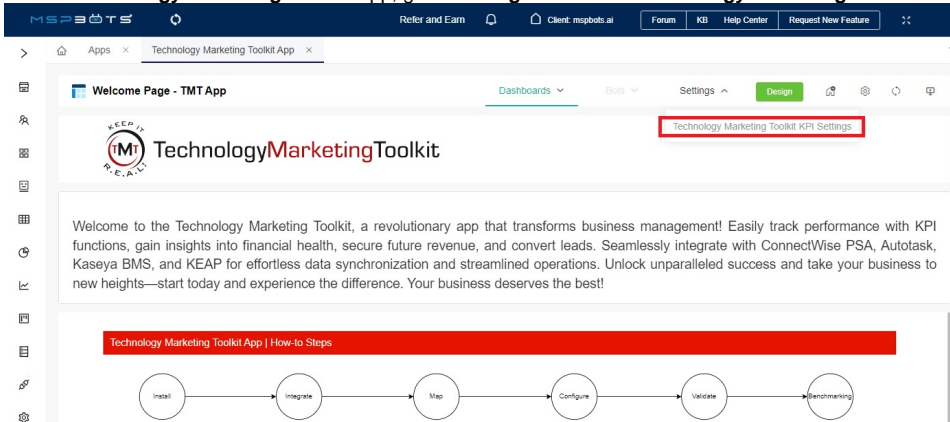 MSPBOTS Refer and Earn Client: mspbots.ai Forum KB Help Center Request New Feature
Apps × Technology Marketing Toolkit App ×
Welcome Page - TMT App Dashboards Bots Settings Design
Technology Marketing Toolkit KPI Settings
KEEP IT
TMT
R.E.A.L!
TechnologyMarketingToolkit
Welcome to the Technology Marketing Toolkit, a revolutionary app that transforms business management! Easily track performance with KPI
functions, gain insights into financial health, secure future revenue, and convert leads. Seamlessly integrate with ConnectWise PSA, Autotask,
Kaseya BMS, and KEAP for effortless data synchronization and streamlined operations. Unlock unparalleled success and take your business to
new heights—start today and experience the difference. Your business deserves the best!
Technology Marketing Toolkit App | How-to Steps
Install Integrate Map Configure Validate Benchmarking